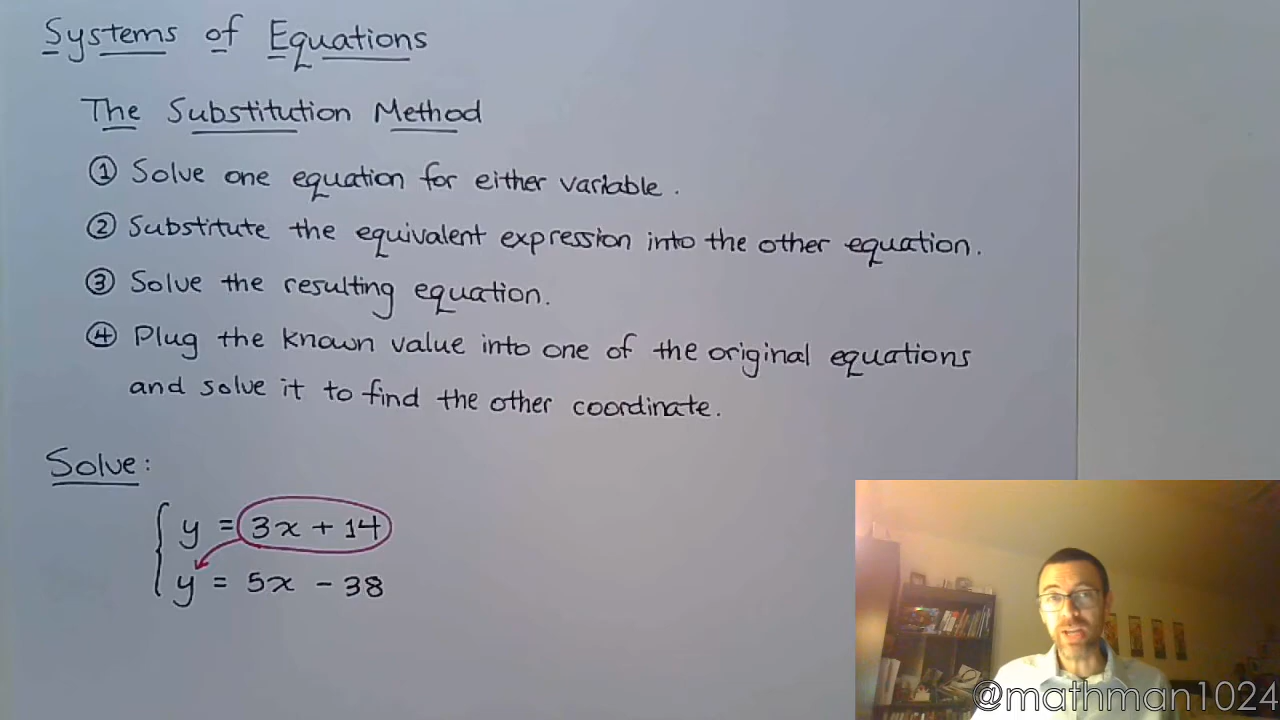 Systems of Equations
The Substitution Method
① Solve one equation for either variable.
② Substitute the equivalent expression into the other equation.
③ Solve the resulting equation.
④ Plug the known value into one of the original equations
and solve it to find the other coordinate.
Solve:
y = 3x + 14
y = 5x - 38
@mathman1024